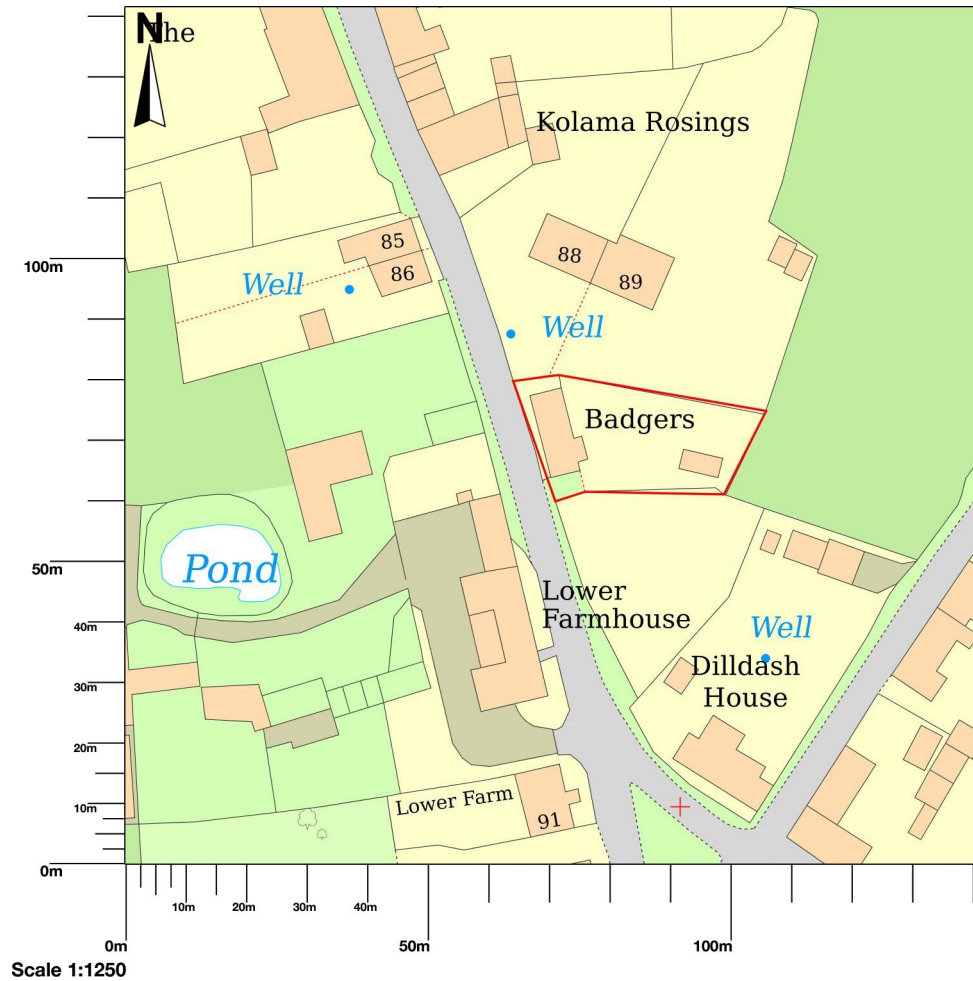 N
The
Kolama Rosings
85
86
Well
88
89
Well
100m
Badgers
Pond
50m
Lower
Farmhouse
40m
Well
30m
Dilldash
House
20m
10m
Lower Farm
91
0m
10m
20m
30m
40m
0m
50m
100m
Scale 1:1250